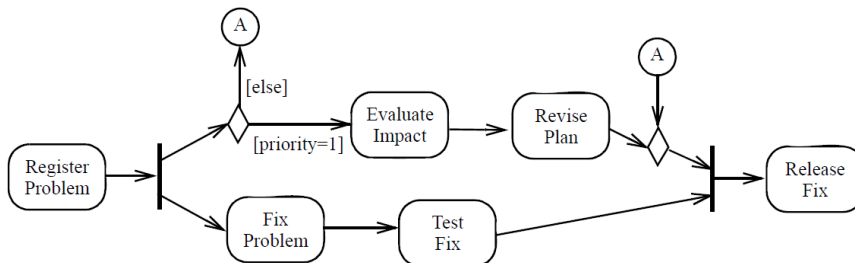 A
[else]
A
Evaluate
Impact
Revise
Plan
[priority=1]
Register
Problem
Release
Fix
Fix
Problem
Test
Fix